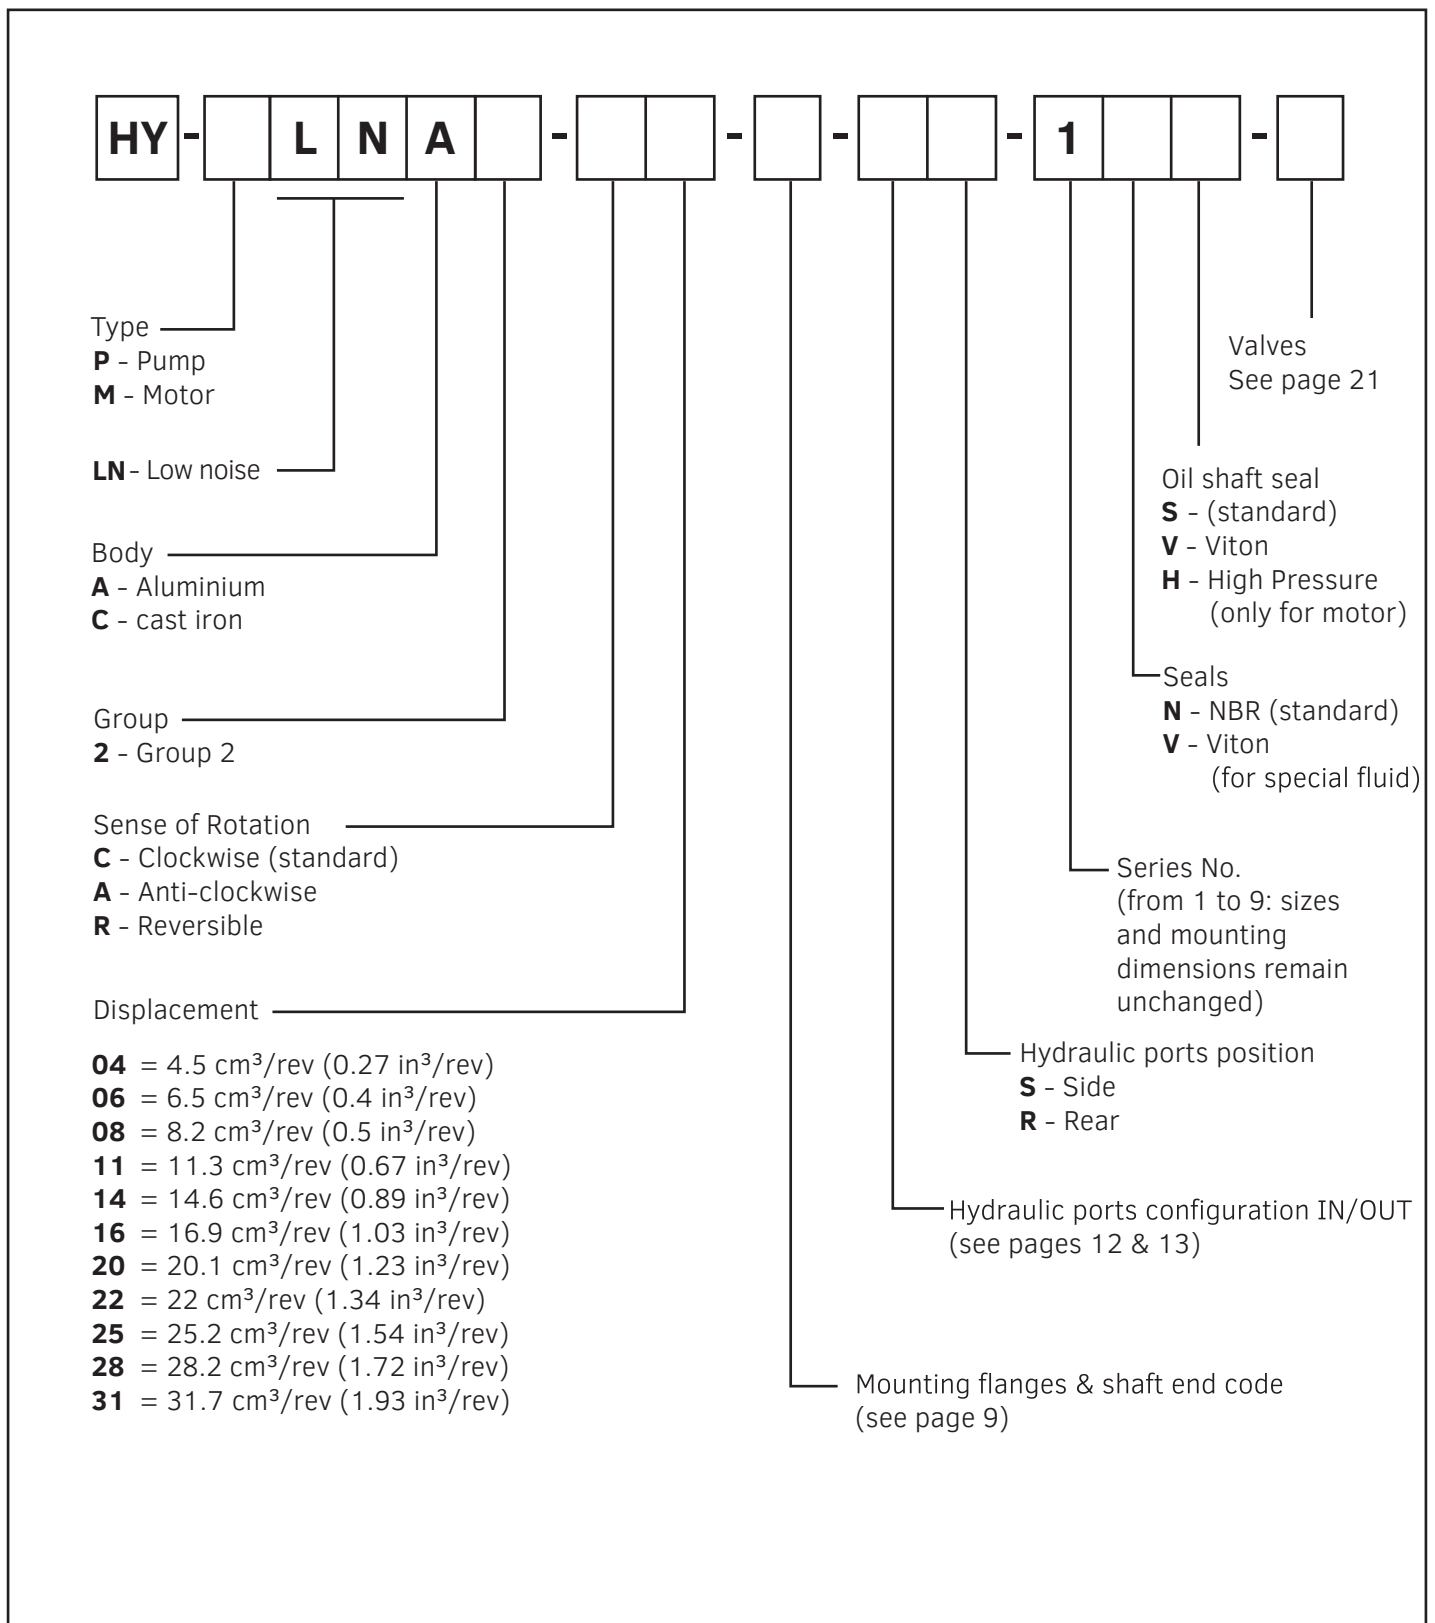 HY - L N A - - - - 1 -
Type
P - Pump
M - Motor
LN - Low noise
Body
A - Aluminium
C - cast iron
Group
2 - Group 2
Sense of Rotation
C - Clockwise (standard)
A - Anti-clockwise
R - Reversible
Displacement
04 = 4.5 cm³/rev (0.27 in³/rev)
06 = 6.5 cm³/rev (0.4 in³/rev)
08 = 8.2 cm³/rev (0.5 in³/rev)
11 = 11.3 cm³/rev (0.67 in³/rev)
14 = 14.6 cm³/rev (0.89 in³/rev)
16 = 16.9 cm³/rev (1.03 in³/rev)
20 = 20.1 cm³/rev (1.23 in³/rev)
22 = 22 cm³/rev (1.34 in³/rev)
25 = 25.2 cm³/rev (1.54 in³/rev)
28 = 28.2 cm³/rev (1.72 in³/rev)
31 = 31.7 cm³/rev (1.93 in³/rev)
Valves
See page 21
Oil shaft seal
S - (standard)
V - Viton
H - High Pressure
(only for motor)
Seals
N - NBR (standard)
V - Viton
(for special fluid)
Series No.
(from 1 to 9: sizes
and mounting
dimensions remain
unchanged)
Hydraulic ports position
S - Side
R - Rear
Hydraulic ports configuration IN/OUT
(see pages 12 & 13)
Mounting flanges & shaft end code
(see page 9)